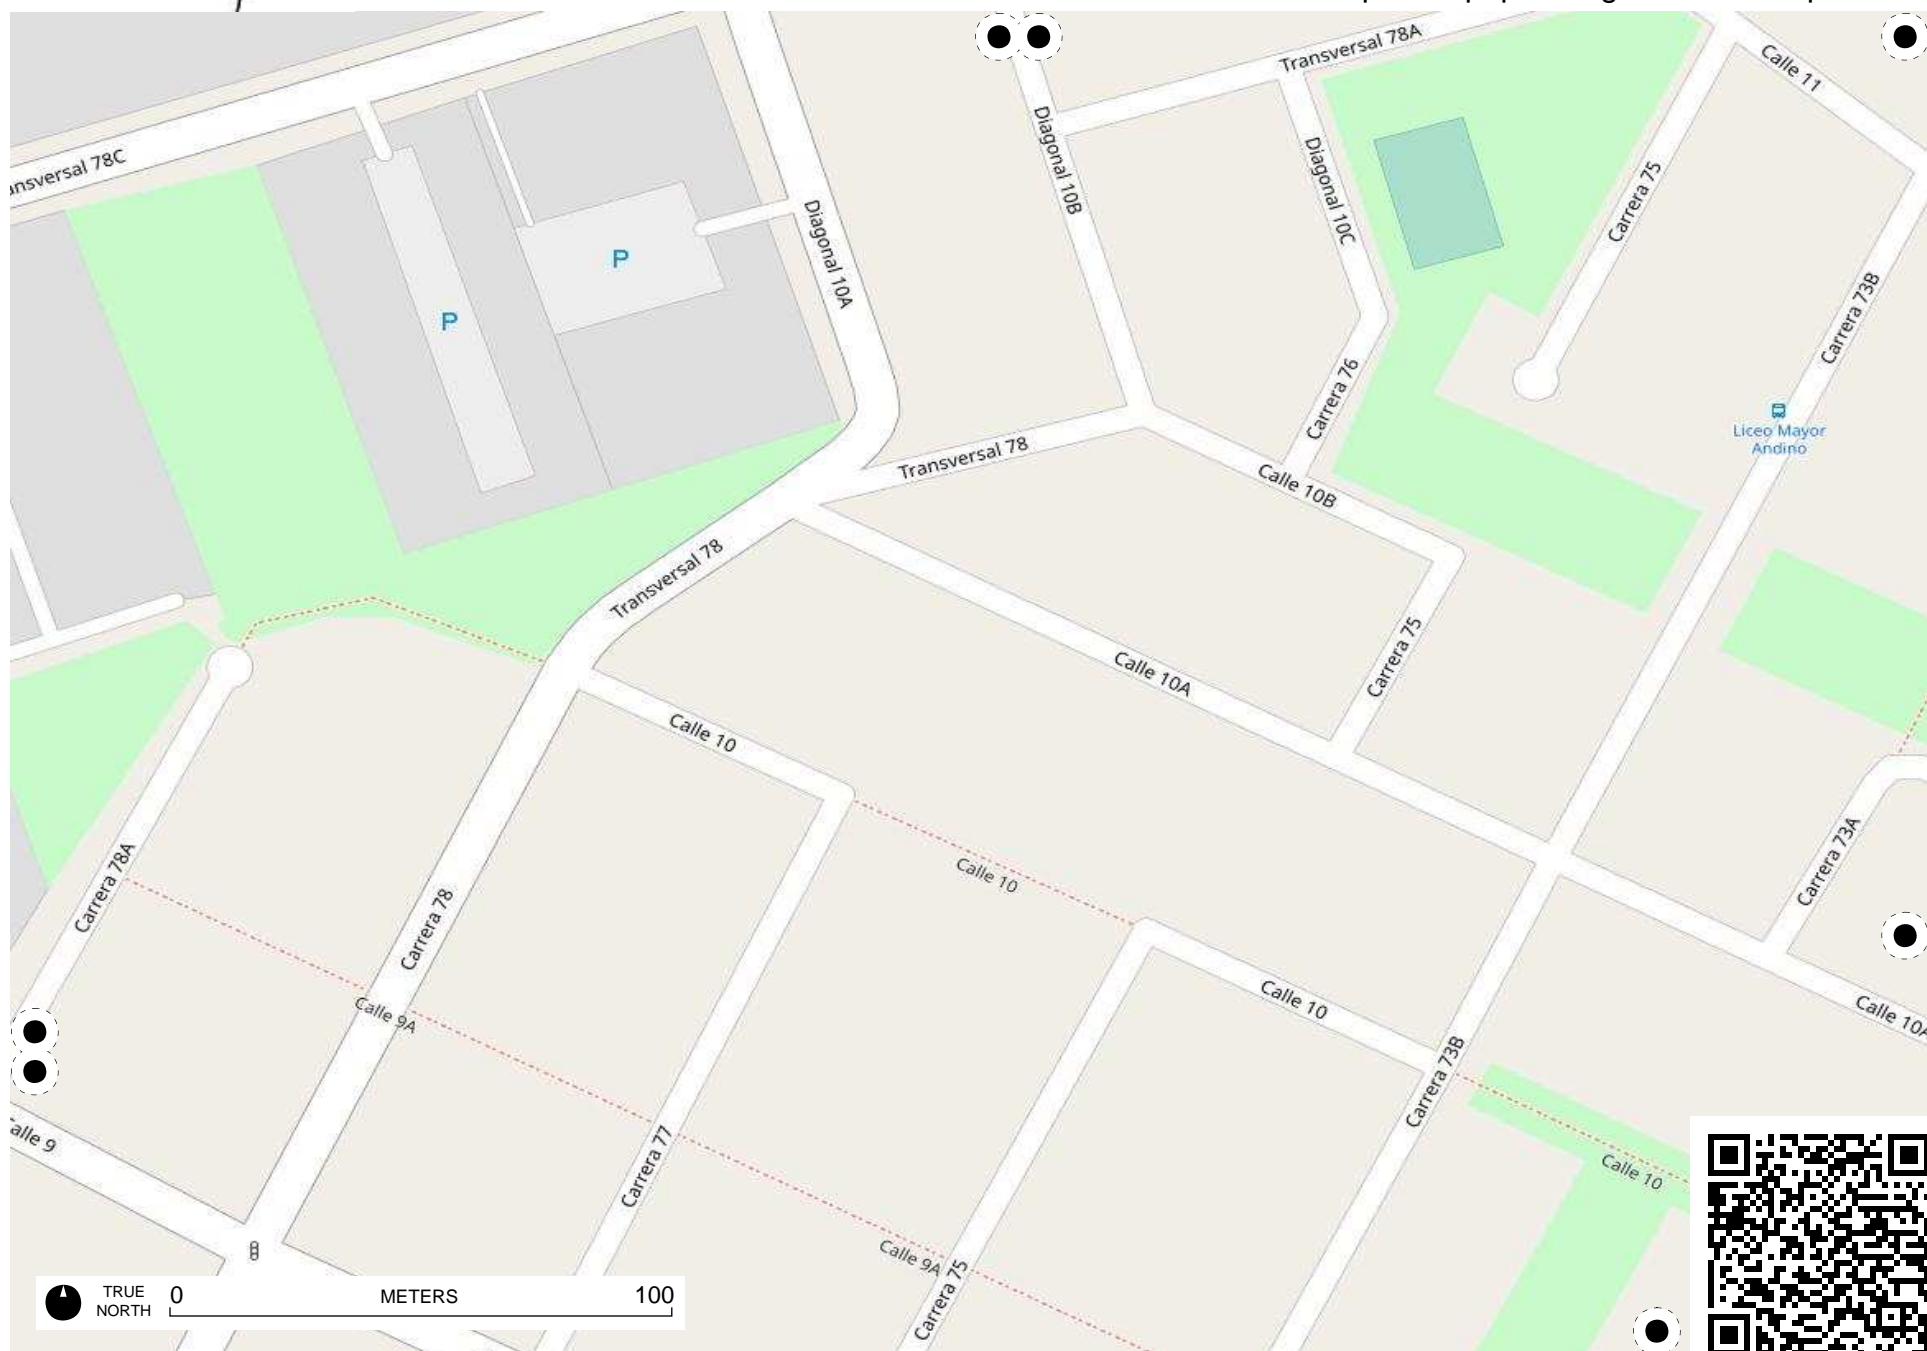 Transversal 78A
Calle 11
Transversal 78C
Diagonal 10B
Diagonal 10C
Carrera 75
Diagonal 10A
P
P
Carrera 73B
Carrera 76
Liceo Mayor
Andino
Transversal 78
Calle 10B
Transversal 78
Calle 10A
Carrera 75
Calle 10
Carrera 78A
Carrera 73A
Calle 10
Carrera 78
Calle 10
Calle 9A
Calle 10A
Carrera 73B
Calle 9
Carrera 77
Calle 10
Calle 9A
Carrera 75
TRUE
NORTH
0
METERS
100